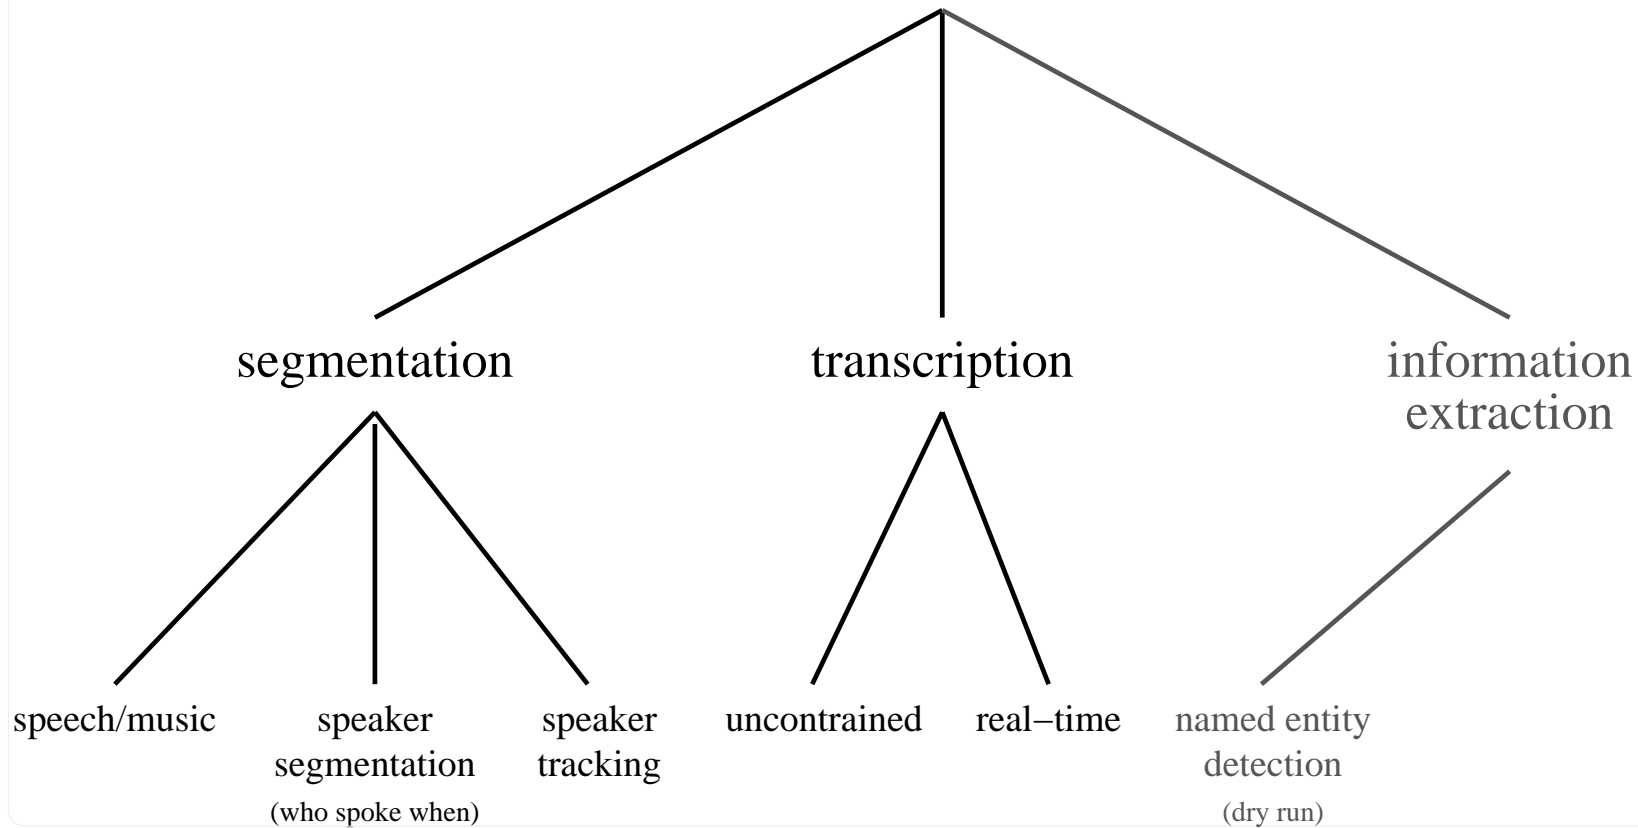 segmentation
transcription
information
extraction
speech/music
speaker
segmentation
(who spoke when)
speaker
tracking
uncontrained
real−time
named entity
detection
(dry run)